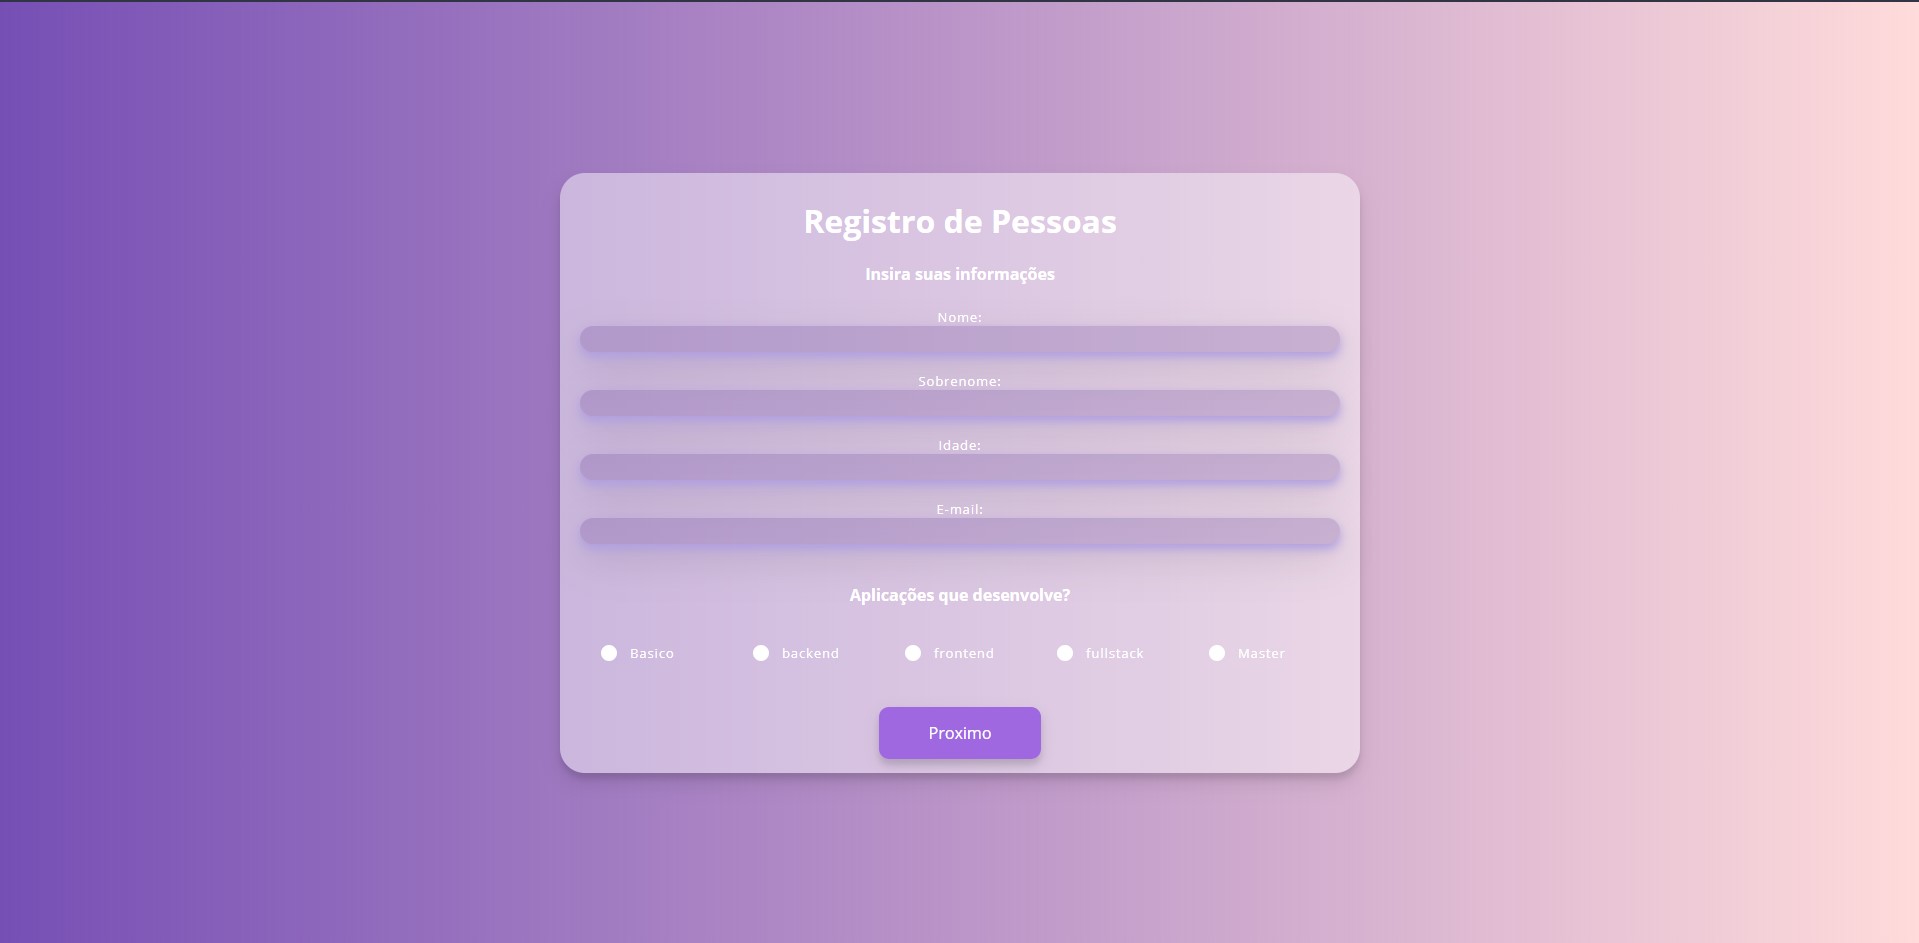 Registro de Pessoas
Insira suas informações
Nome:
Sobrenome:
Idade:
E-mail:
Aplicações que desenvolve?
Basico backend frontend fullstack Master
Proximo